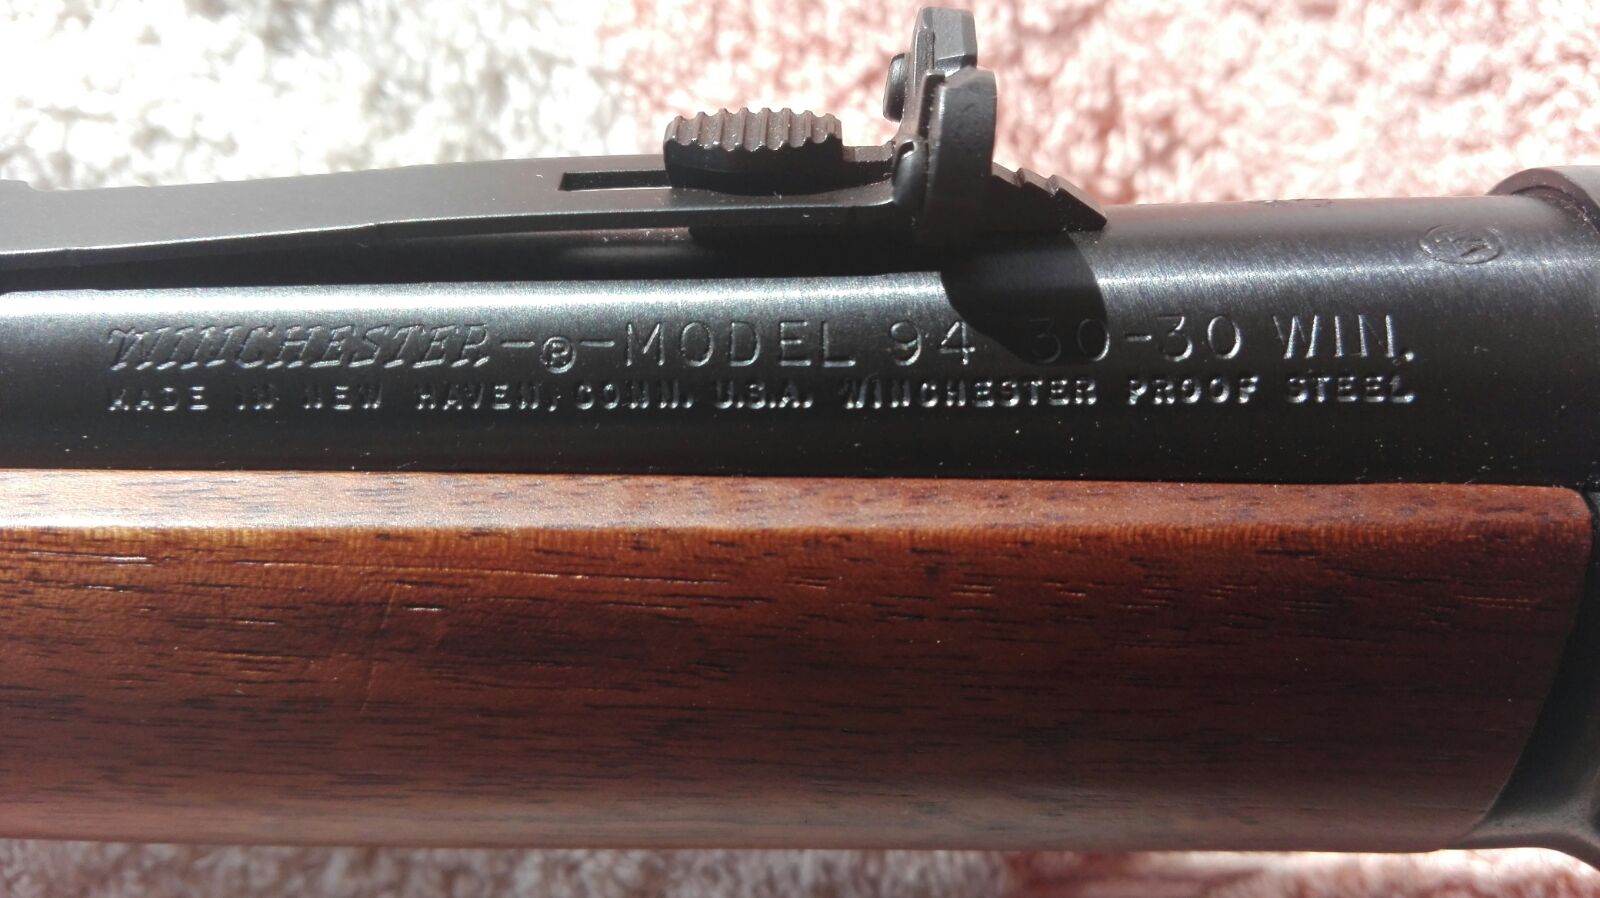 WINCHESTER-®-MODEL 94 30-30 WIN.
MADE IN NEW HAVEN, CONN. U.S.A. WINCHESTER PROOF STEEL